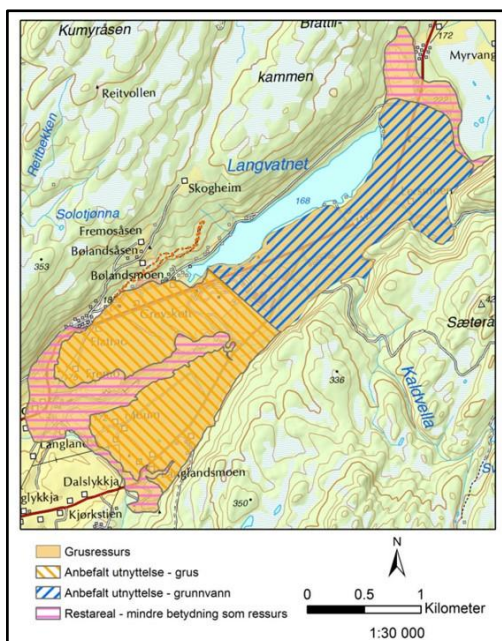 Kumyråsen
Brattli-
kammen
172
Myrvang
Reitvollen
Reitbekken
Langvatnet
Skogheim
168
Solotjønna
Fremosåsen
Bølandsåsen
353
Bølandsmoen
Sæterå
336
Kaldvella
Langland
Dalslykkja
glandsmoen
glykkja
Kjørkstien
350
N
Grusressurs
Anbefalt utnyttelse - grus
Anbefalt utnyttelse - grunnvann
Restareal - mindre betydning som ressurs
0 0.5 1
Kilometer
1:30 000